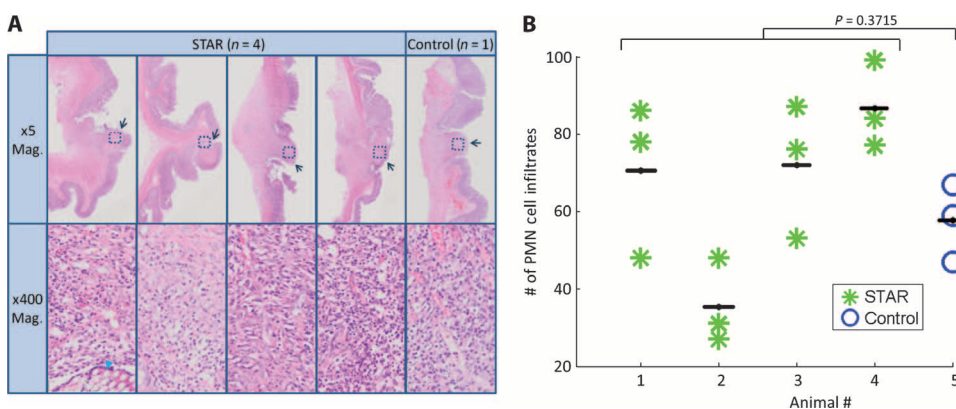 A
STAR (n = 4)
Control (n = 1)
x5
Mag.
x400
Mag.
B
P = 0.3715
# of PMN cell infiltrates
100
80
60
40
20
STAR
Control
1 2 3 4 5
Animal #